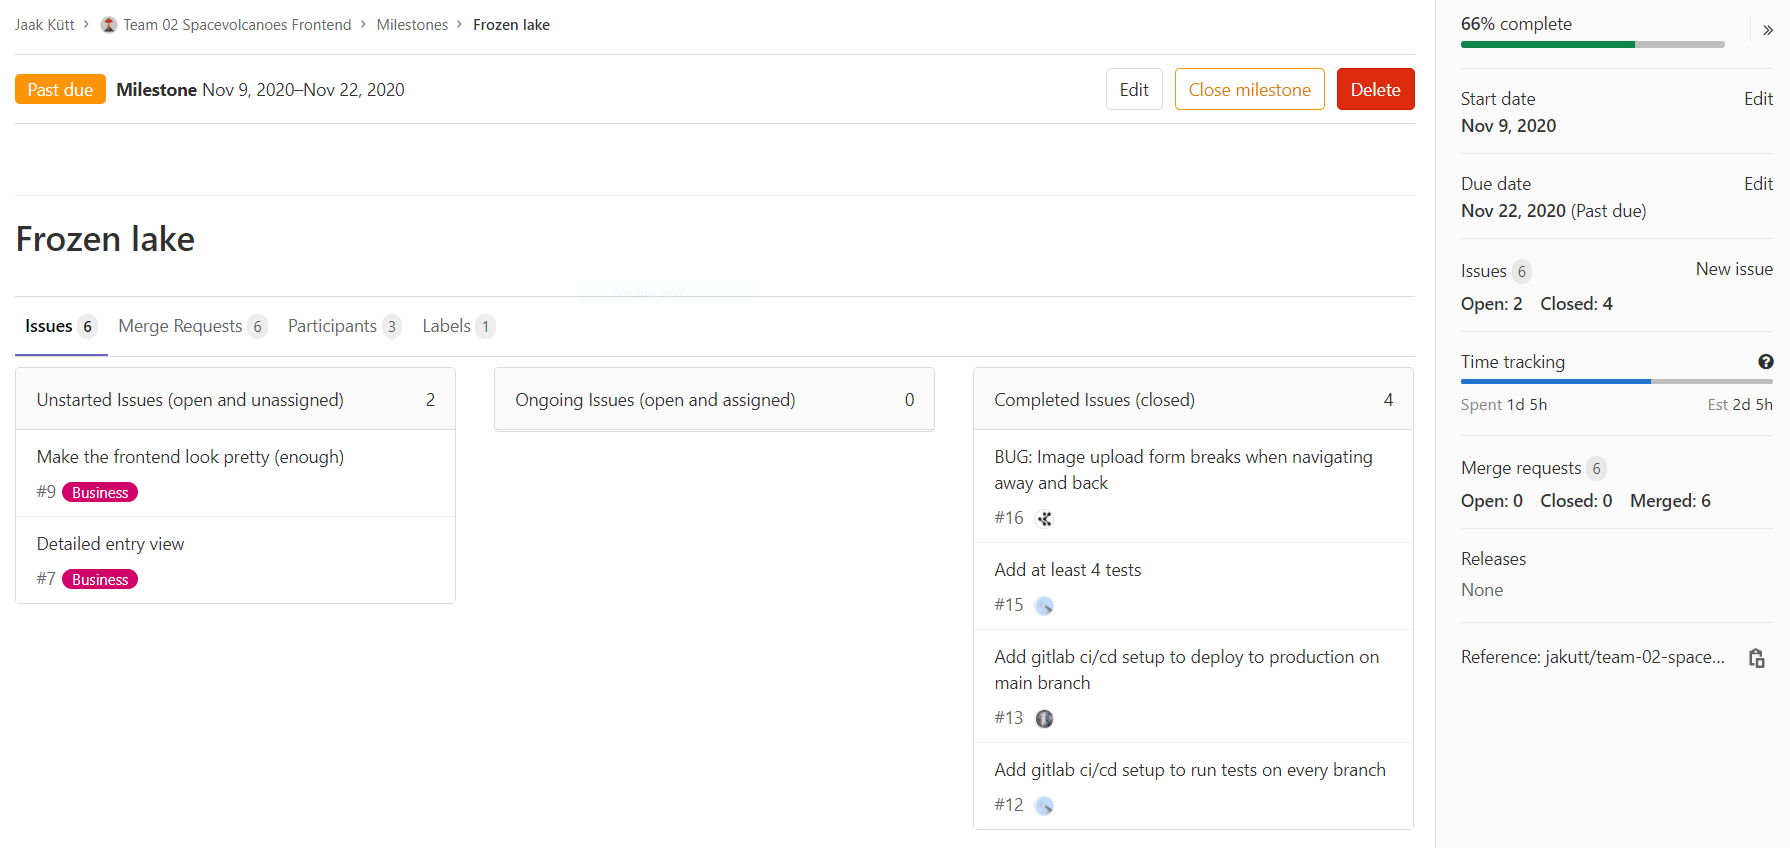 Jaak Kütt > Team 02 Spacevolcanoes Frontend > Milestones > Frozen lake
Past due Milestone Nov 9, 2020–Nov 22, 2020
Edit Close milestone Delete
Frozen lake
Window Snip
Issues 6 Merge Requests 6 Participants 3 Labels 1
Unstarted Issues (open and unassigned) 2
Make the frontend look pretty (enough)
#9 Business
Detailed entry view
#7 Business
Ongoing Issues (open and assigned) 0
Completed Issues (closed) 4
BUG: Image upload form breaks when navigating
away and back
#16
Add at least 4 tests
#15
Add gitlab ci/cd setup to deploy to production on
main branch
#13
Add gitlab ci/cd setup to run tests on every branch
#12
66% complete »
Start date Edit
Nov 9, 2020
Due date Edit
Nov 22, 2020 (Past due)
Issues 6 New issue
Open: 2 Closed: 4
Time tracking ?
Spent 1d 5h Est 2d 5h
Merge requests 6
Open: 0 Closed: 0 Merged: 6
Releases
None
Reference: jakutt/team-02-space...